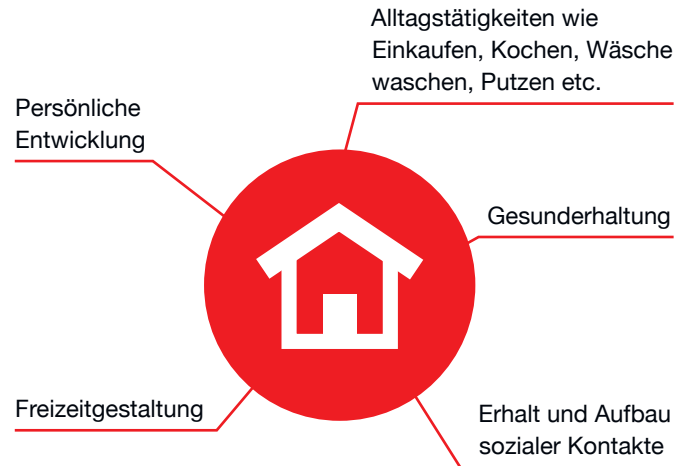 Alltagstätigkeiten wie
Einkaufen, Kochen, Wäsche
waschen, Putzen etc.
Persönliche
Entwicklung
Gesunderhaltung
Freizeitgestaltung
Erhalt und Aufbau
sozialer Kontakte